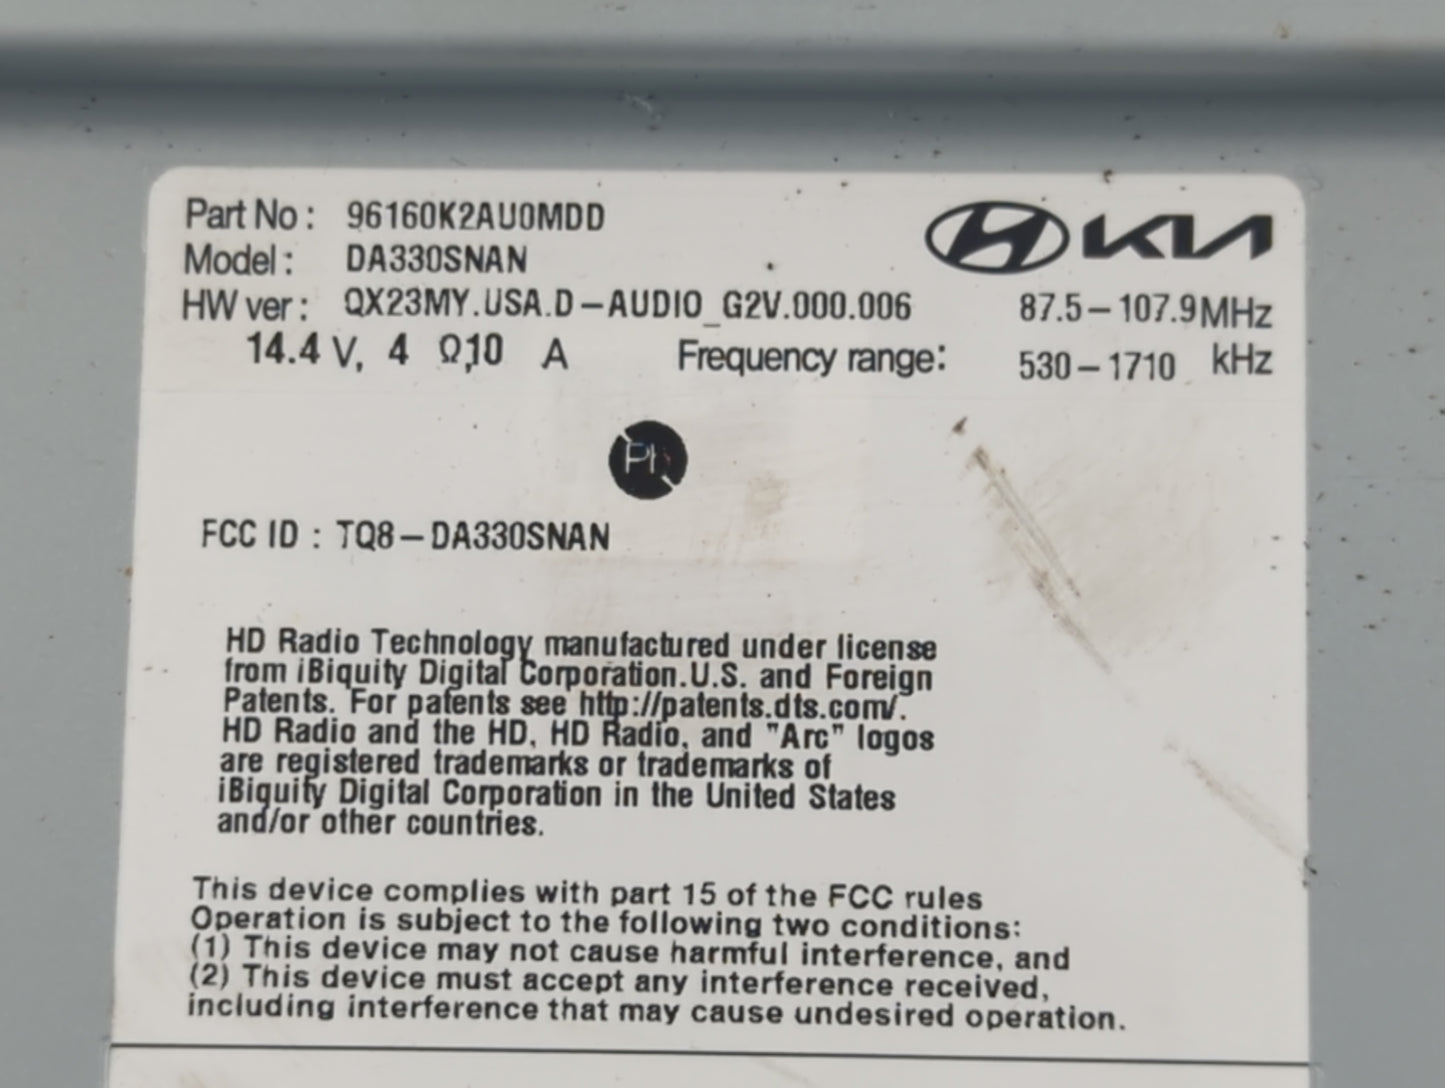 Part No : 96160K2AU0MDD
KIA
Model : DA330SNAN
HW ver : QX23MY.USA.D-AUDIO_G2V.000.006 87.5-107.9MHz
14.4 V, 4 Ω,10 A Frequency range: 530-1710 kHz
FCC ID : TQ8-DA330SNAN
HD Radio Technology manufactured under license
from iBiquity Digital Corporation.U.S. and Foreign
Patents. For patents see http://patents.dts.com/.
HD Radio and the HD, HD Radio, and "Arc" logos
are registered trademarks or trademarks of
iBiquity Digital Corporation in the United States
and/or other countries.
This device complies with part 15 of the FCC rules
Operation is subject to the following two conditions:
(1) This device may not cause harmful interference, and
(2) This device must accept any interference received,
including interference that may cause undesired operation.